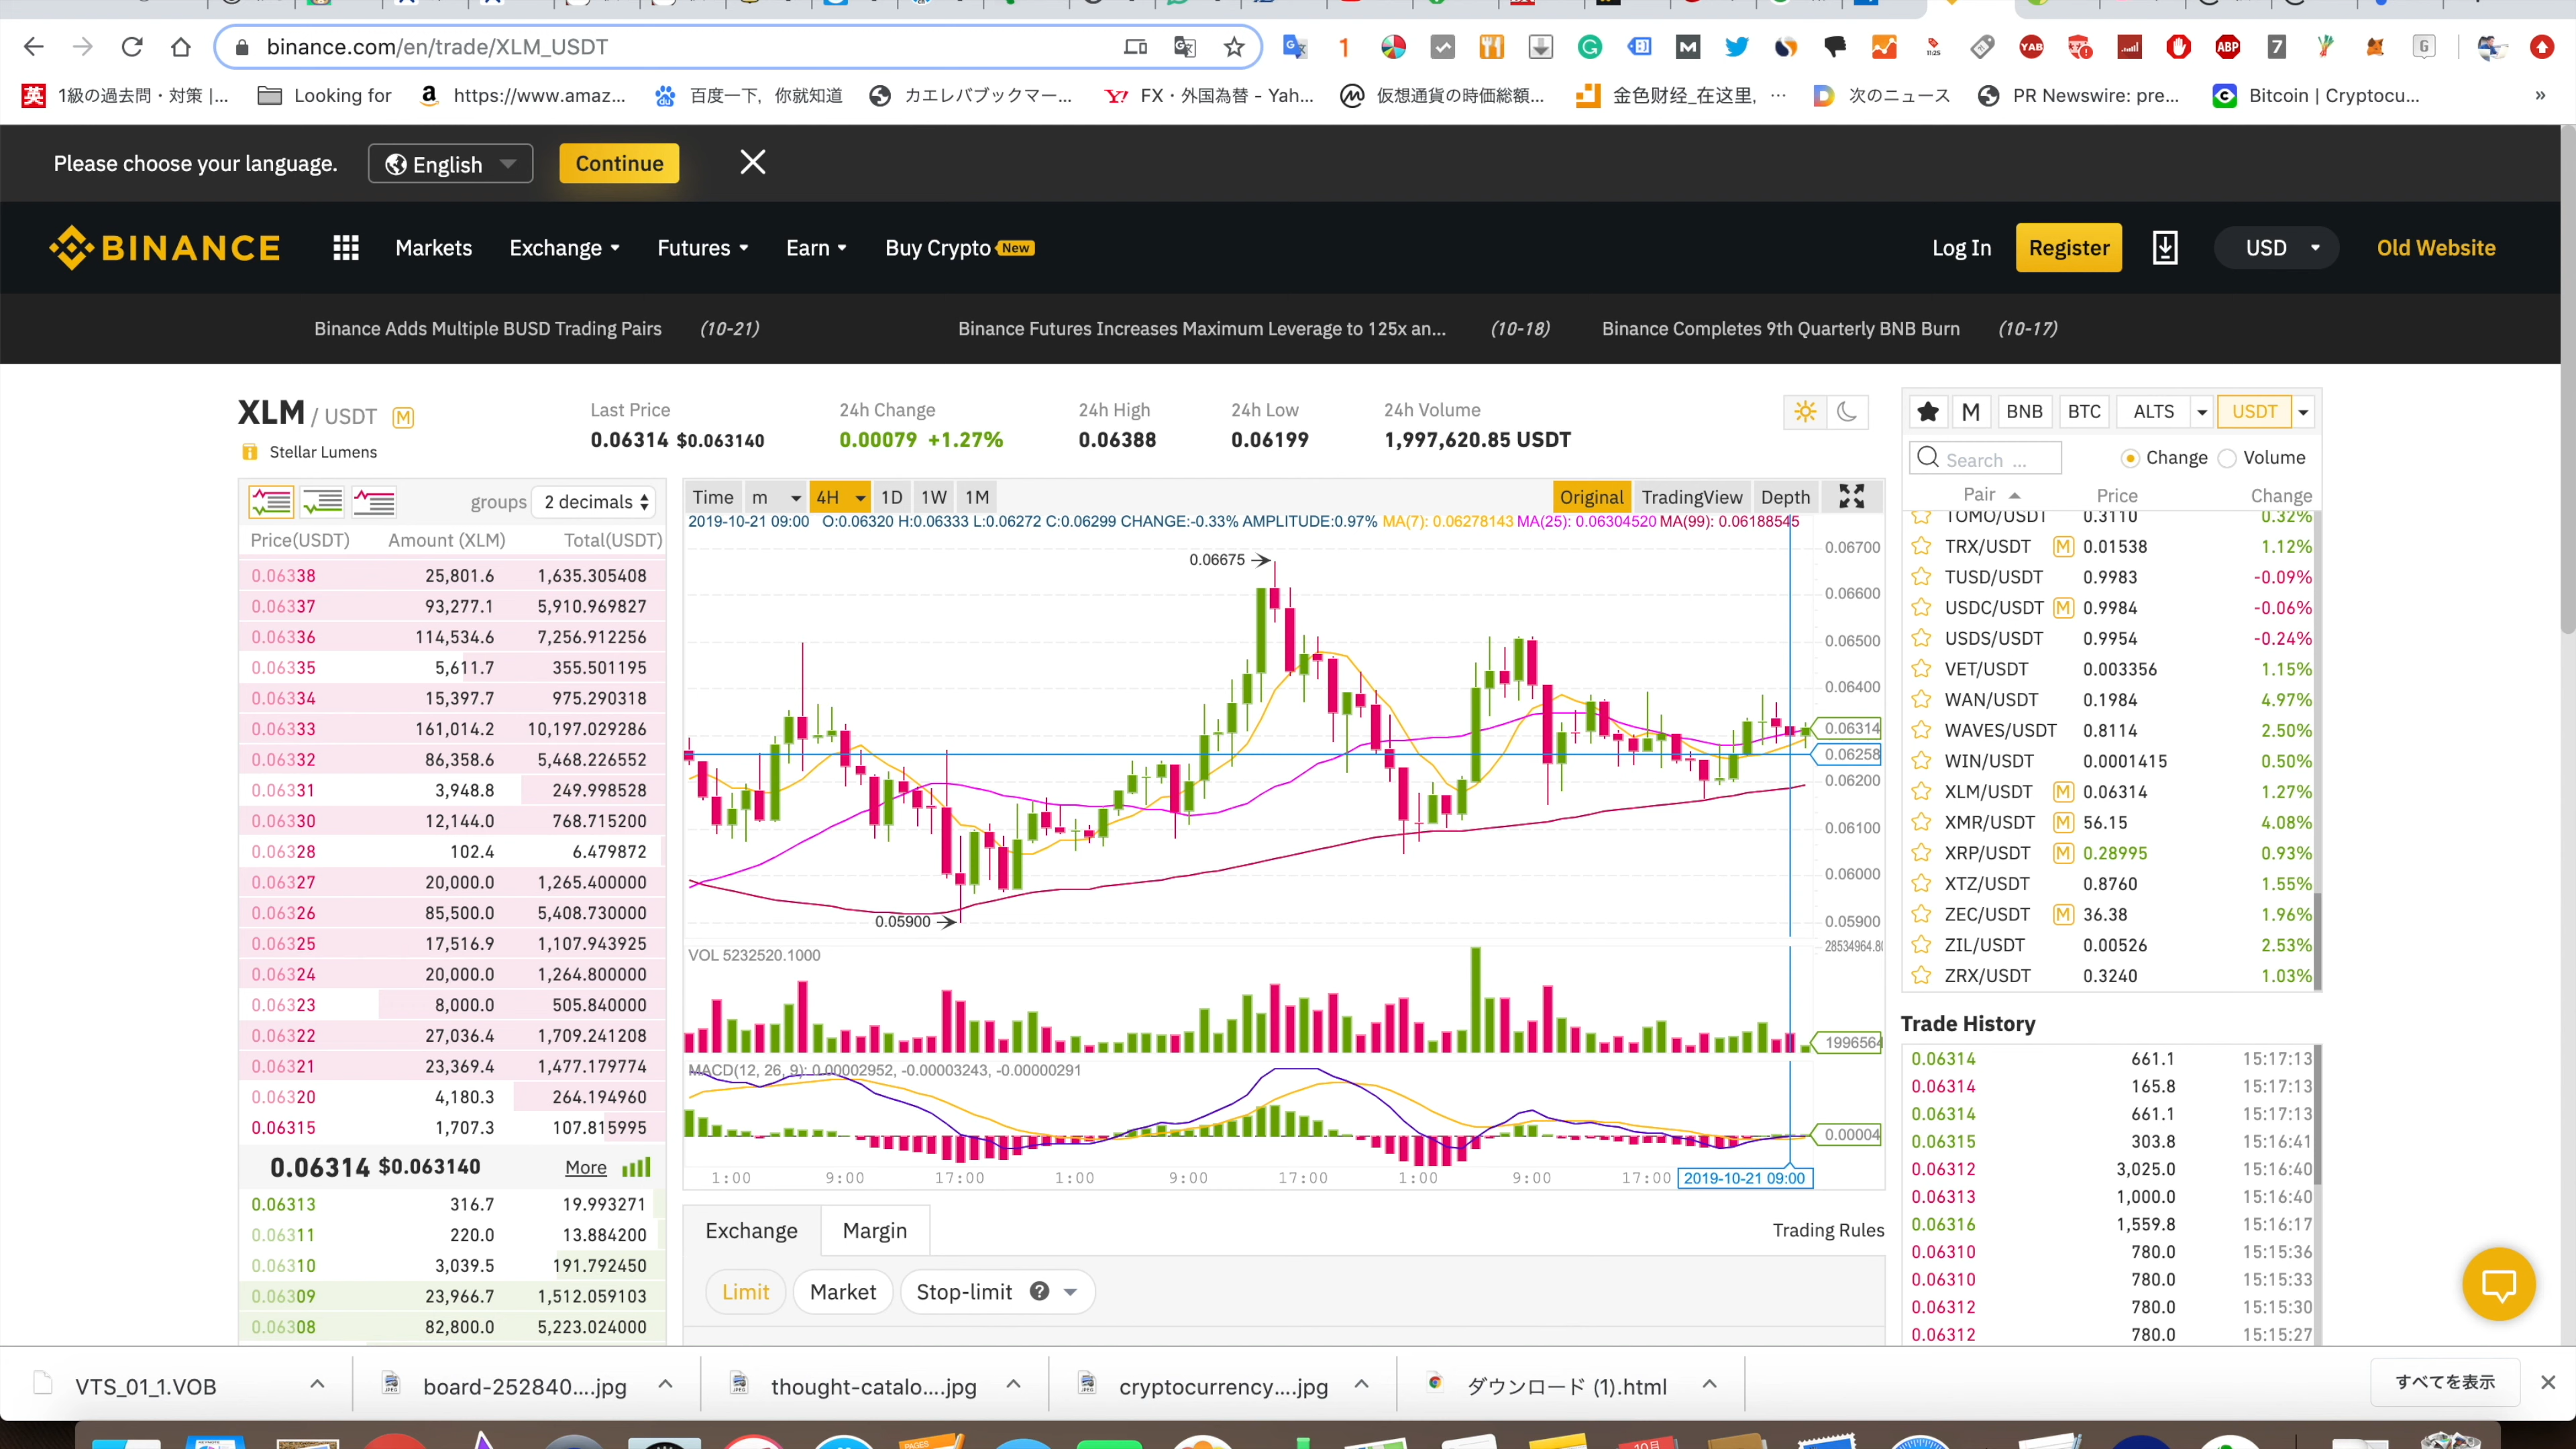 binance.com/en/trade/XLM_USDT
英 1級の過去問・対策 |... Looking for https://www.amaz... 百度一下，你就知道 カエレバブックマー... FX・外国為替 - Yah... 仮想通貨の時価総額... 金色财经_在这里, ... 次のニュース PR Newswire: pre... Bitcoin | Cryptocu... »
Please choose your language. English Continue
BINANCE Markets Exchange Futures Earn Buy Crypto New Log In Register USD Old Website
Binance Adds Multiple BUSD Trading Pairs (10-21) Binance Futures Increases Maximum Leverage to 125x an... (10-18) Binance Completes 9th Quarterly BNB Burn (10-17)
XLM / USDT M
Stellar Lumens
Last Price
0.06314 $0.063140
24h Change
0.00079 +1.27%
24h High
0.06388
24h Low
0.06199
24h Volume
1,997,620.85 USDT
groups 2 decimals
Price(USDT) Amount (XLM) Total(USDT)
0.06338 25,801.6 1,635.305408
0.06337 93,277.1 5,910.969827
0.06336 114,534.6 7,256.912256
0.06335 5,611.7 355.501195
0.06334 15,397.7 975.290318
0.06333 161,014.2 10,197.029286
0.06332 86,358.6 5,468.226552
0.06331 3,948.8 249.998528
0.06330 12,144.0 768.715200
0.06328 102.4 6.479872
0.06327 20,000.0 1,265.400000
0.06326 85,500.0 5,408.730000
0.06325 17,516.9 1,107.943925
0.06324 20,000.0 1,264.800000
0.06323 8,000.0 505.840000
0.06322 27,036.4 1,709.241208
0.06321 23,369.4 1,477.179774
0.06320 4,180.3 264.194960
0.06315 1,707.3 107.815995
0.06314 $0.063140 More
0.06313 316.7 19.993271
0.06311 220.0 13.884200
0.06310 3,039.5 191.792450
0.06309 23,966.7 1,512.059103
0.06308 82,800.0 5,223.024000
Time m 4H 1D 1W 1M Original TradingView Depth
2019-10-21 09:00 O:0.06320 H:0.06333 L:0.06272 C:0.06299 CHANGE:-0.33% AMPLITUDE:0.97% MA(7): 0.06278143 MA(25): 0.06304520 MA(99): 0.06188545
0.06675
0.05900
0.06700
0.06600
0.06500
0.06400
0.06314
0.06258
0.06200
0.06100
0.06000
0.05900
VOL 5232520.1000
28534964.80
1996564
MACD(12, 26, 9): 0.00002952, -0.00003243, -0.00000291
0.00004
1:00 9:00 17:00 1:00 9:00 17:00 1:00 9:00 17:00 2019-10-21 09:00
Exchange Margin Trading Rules
Limit Market Stop-limit ?
M BNB BTC ALTS USDT
Search ... Change Volume
Pair Price Change
TOMO/USDT 0.3110 0.32%
TRX/USDT M 0.01538 1.12%
TUSD/USDT 0.9983 -0.09%
USDC/USDT M 0.9984 -0.06%
USDS/USDT 0.9954 -0.24%
VET/USDT 0.003356 1.15%
WAN/USDT 0.1984 4.97%
WAVES/USDT 0.8114 2.50%
WIN/USDT 0.0001415 0.50%
XLM/USDT M 0.06314 1.27%
XMR/USDT M 56.15 4.08%
XRP/USDT M 0.28995 0.93%
XTZ/USDT 0.8760 1.55%
ZEC/USDT M 36.38 1.96%
ZIL/USDT 0.00526 2.53%
ZRX/USDT 0.3240 1.03%
Trade History
0.06314 661.1 15:17:13
0.06314 165.8 15:17:13
0.06314 661.1 15:17:13
0.06315 303.8 15:16:41
0.06312 3,025.0 15:16:40
0.06313 1,000.0 15:16:40
0.06316 1,559.8 15:16:17
0.06310 780.0 15:15:36
0.06310 780.0 15:15:33
0.06312 780.0 15:15:30
0.06312 780.0 15:15:27
VTS_01_1.VOB board-252840....jpg thought-catalo....jpg cryptocurrency....jpg ダウンロード (1).html すべてを表示